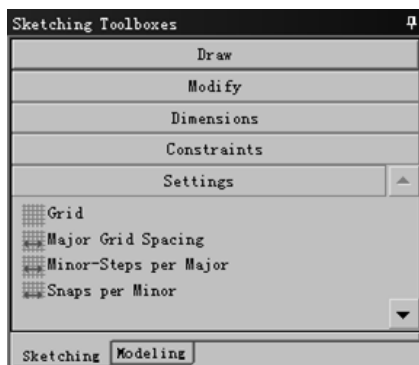 Sketching Toolboxes
Draw
Modify
Dimensions
Constraints
Settings
Grid
Major Grid Spacing
Minor-Steps per Major
Snaps per Minor
Sketching Modeling